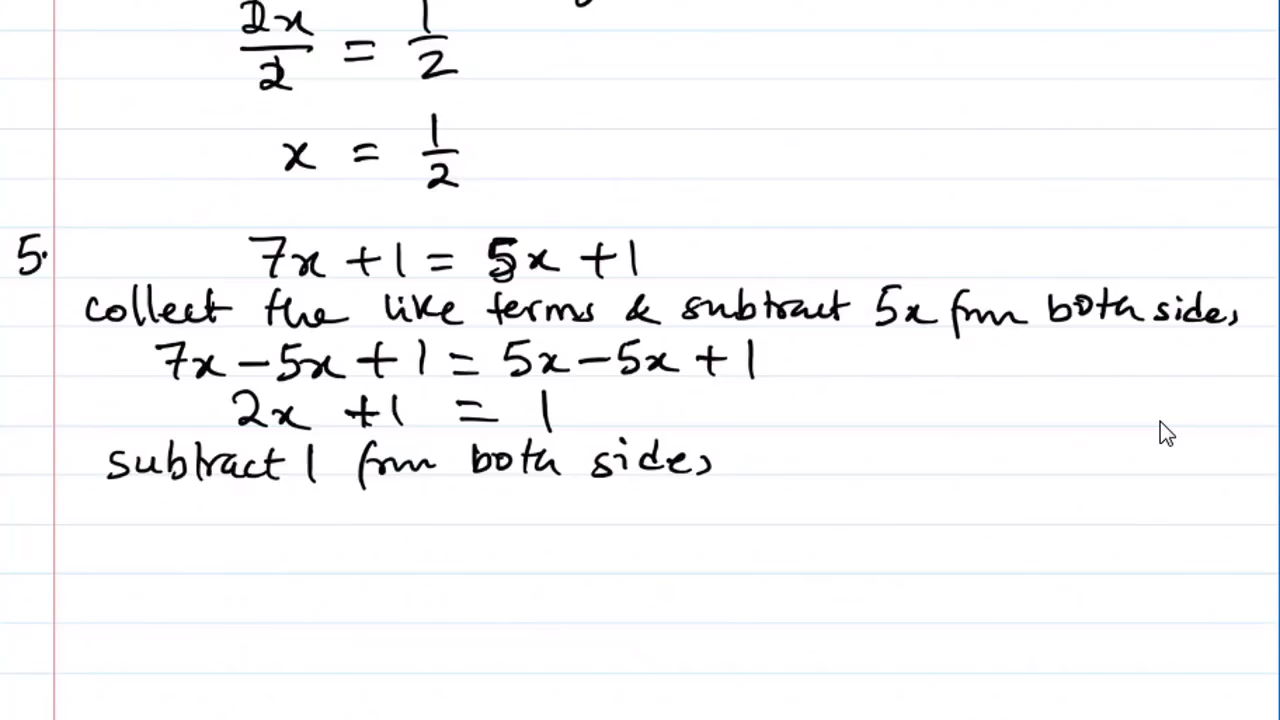 2x/2 = 1/2
x = 1/2
5. 7x + 1 = 5x + 1
collect the like terms & subtract 5x from both sides
7x - 5x + 1 = 5x - 5x + 1
2x + 1 = 1
subtract 1 from both sides